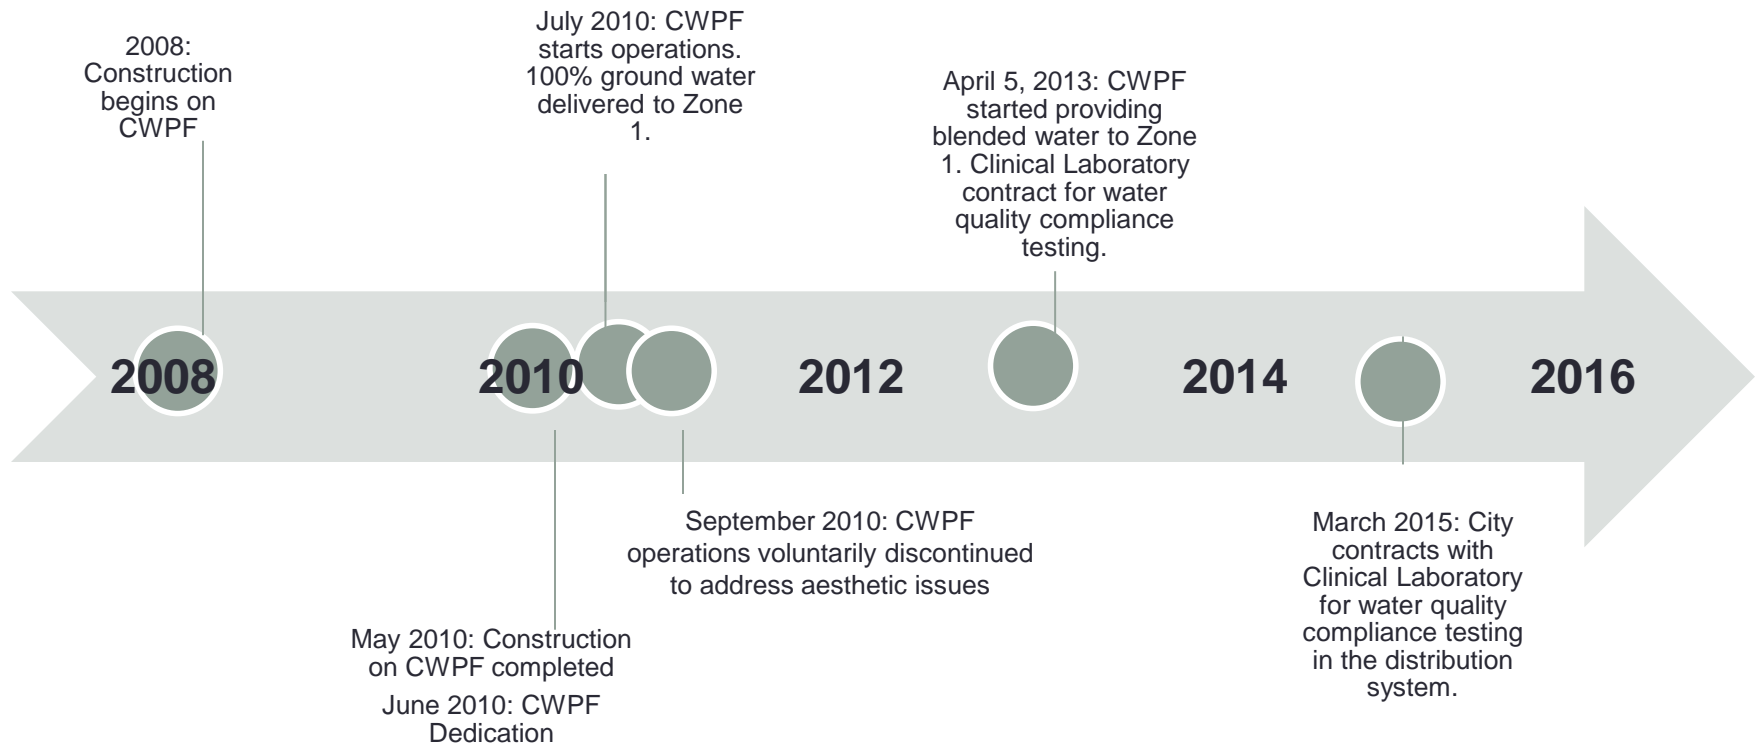 2008:
Construction
begins on
CWPF
July 2010: CWPF
starts operations.
100% ground water
delivered to Zone
1.
April 5, 2013: CWPF
started providing
blended water to Zone
1. Clinical Laboratory
contract for water
quality compliance
testing.
2008
2010
2012
2014
2016
September 2010: CWPF
operations voluntarily discontinued
to address aesthetic issues
May 2010: Construction
on CWPF completed
June 2010: CWPF
Dedication
March 2015: City
contracts with
Clinical Laboratory
for water quality
compliance testing
in the distribution
system.